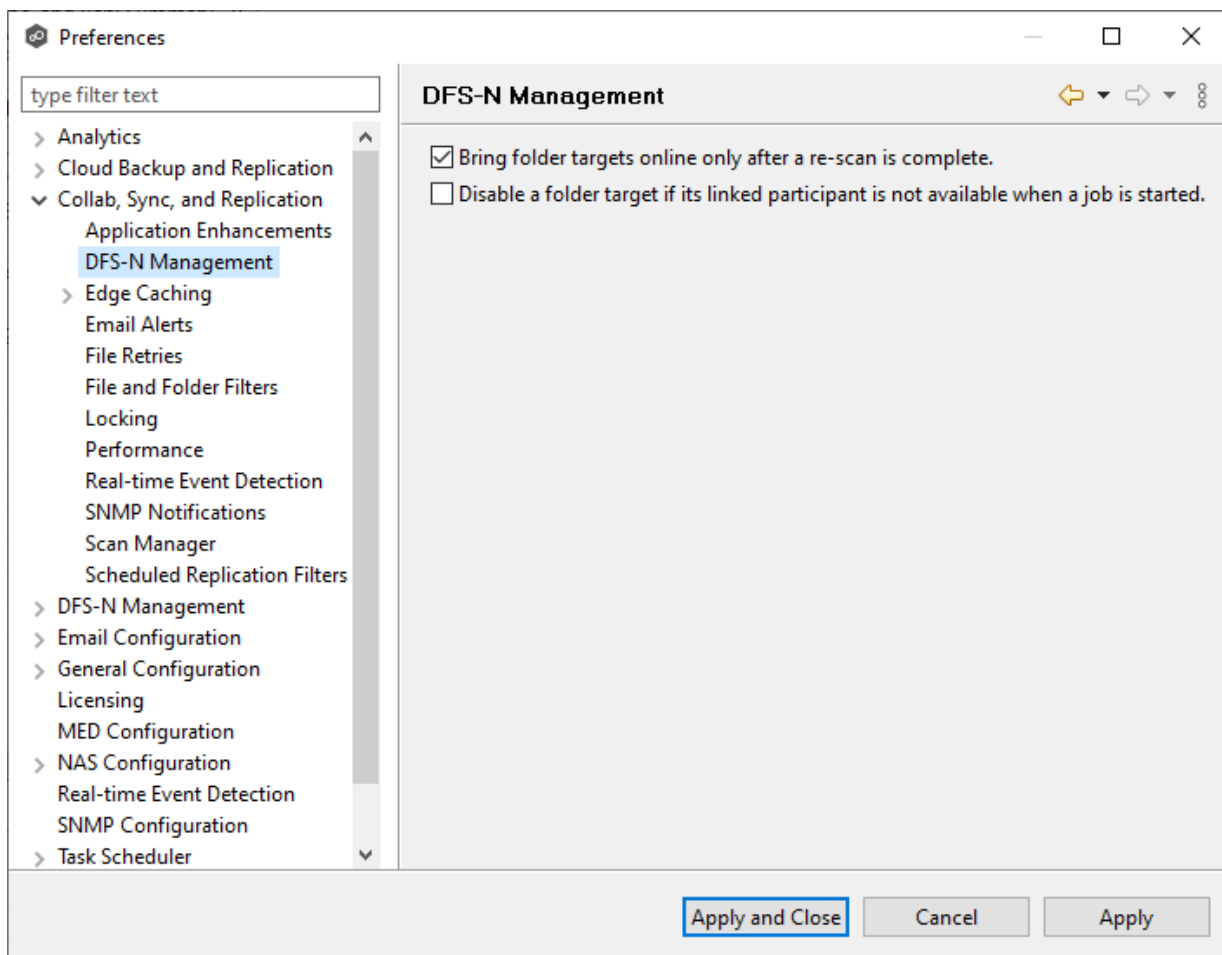 Preferences
type filter text
Analytics
Cloud Backup and Replication
Collab, Sync, and Replication
Application Enhancements
DFS-N Management
Edge Caching
Email Alerts
File Retries
File and Folder Filters
Locking
Performance
Real-time Event Detection
SNMP Notifications
Scan Manager
Scheduled Replication Filters
DFS-N Management
Email Configuration
General Configuration
Licensing
MED Configuration
NAS Configuration
Real-time Event Detection
SNMP Configuration
Task Scheduler
DFS-N Management
Bring folder targets online only after a re-scan is complete.
Disable a folder target if its linked participant is not available when a job is started.
Apply and Close
Cancel
Apply